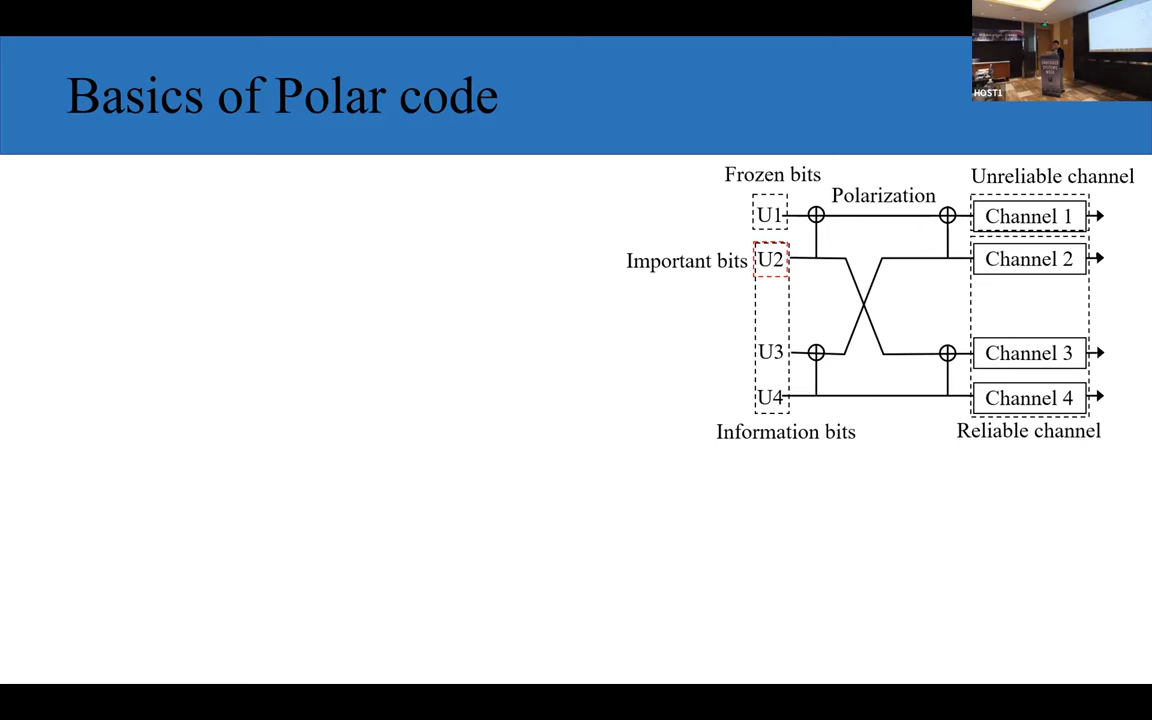 HOST1
Basics of Polar code
Frozen bits
Unreliable channel
Polarization
U1
Channel 1
Important bits
U2
Channel 2
U3
Channel 3
U4
Channel 4
Information bits
Reliable channel